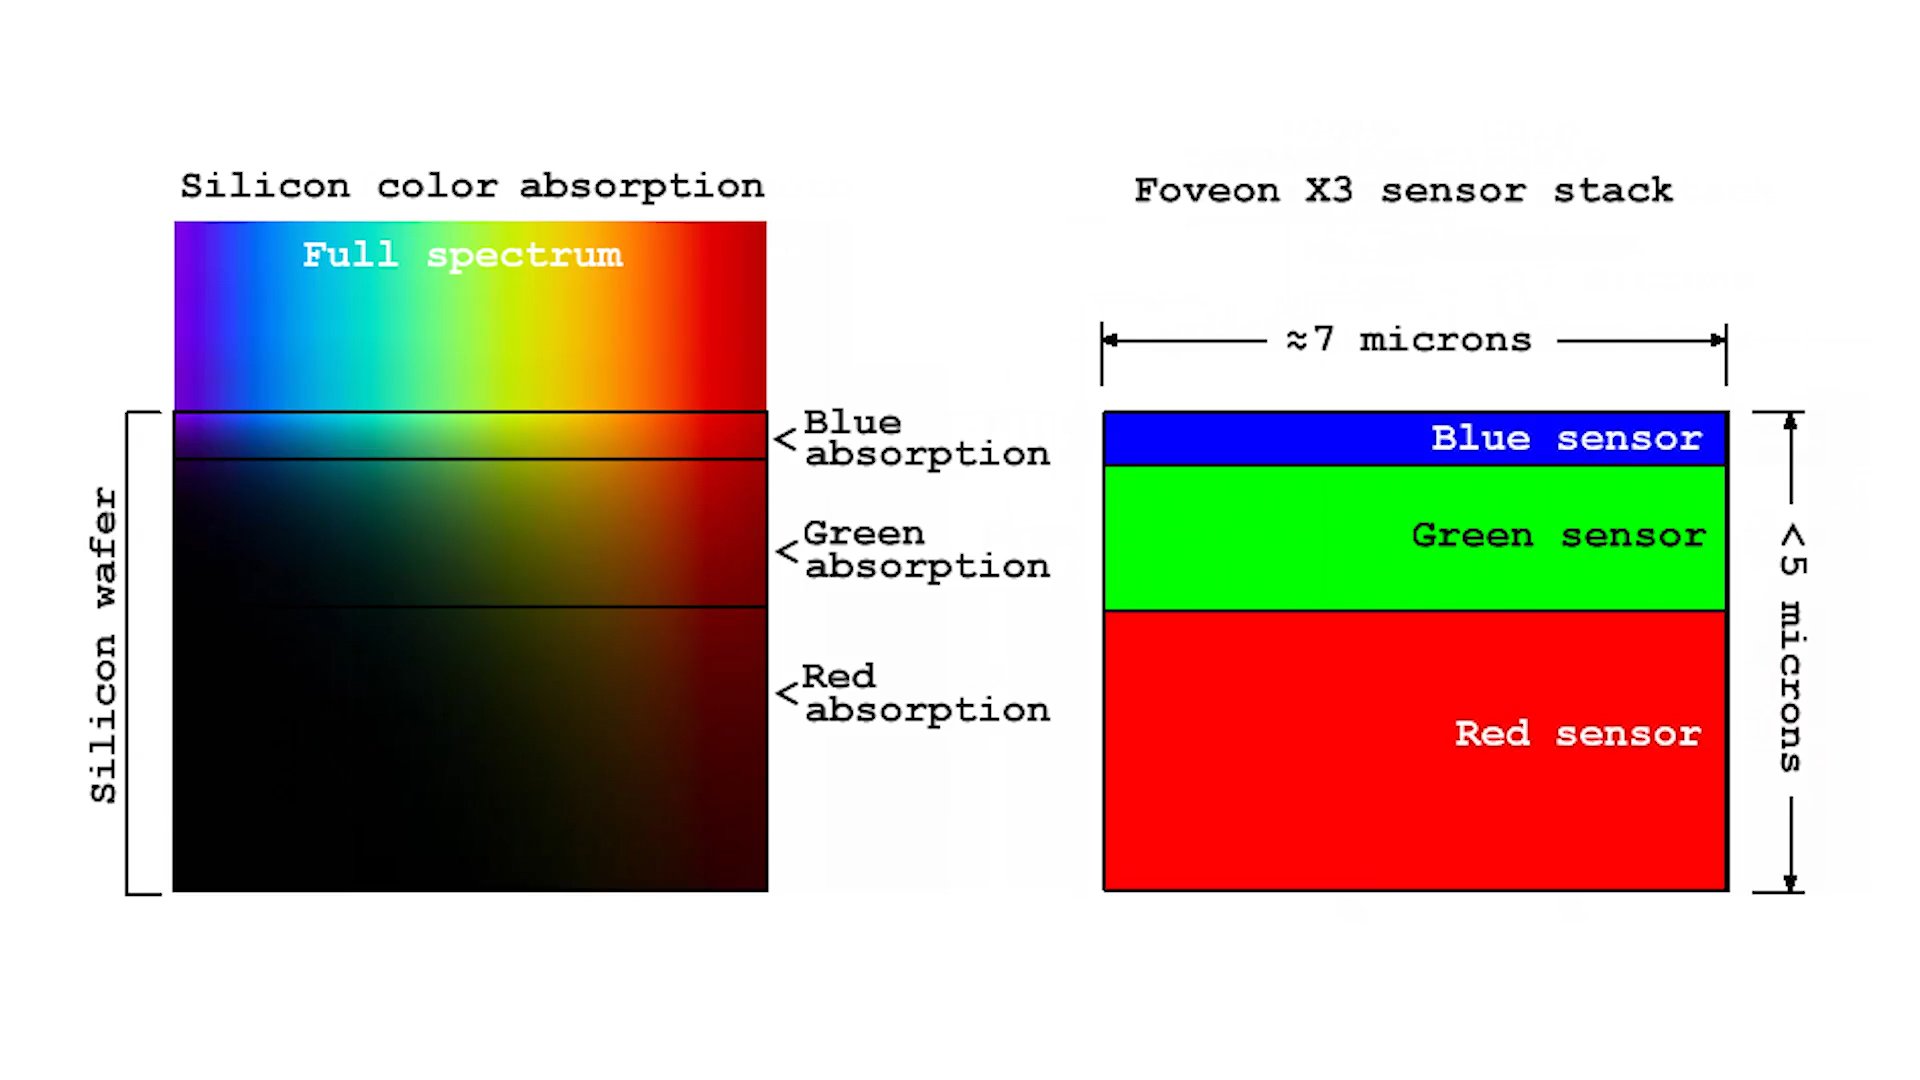 Silicon color absorption
Full spectrum
Silicon wafer
< Blue
absorption
< Green
absorption
< Red
absorption
Foveon X3 sensor stack
≈7 microns
Blue sensor
Green sensor
Red sensor
<5 microns